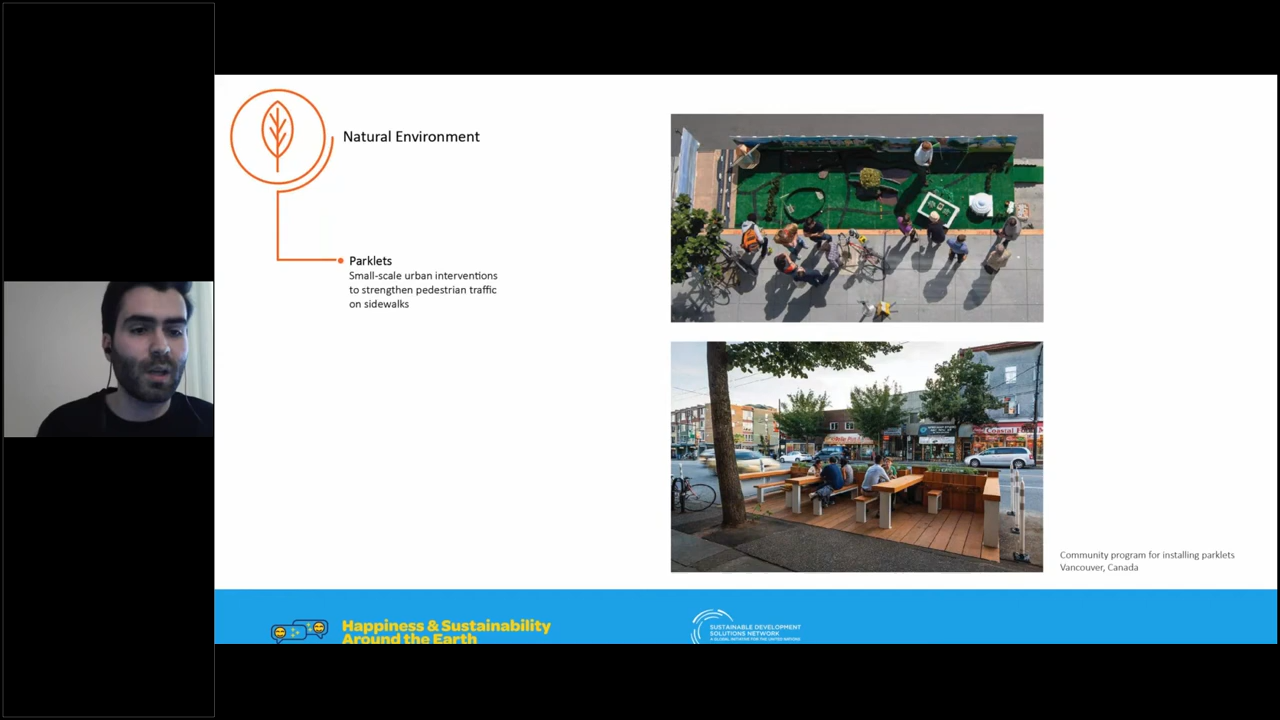 Natural Environment
Parklets
Small-scale urban interventions
to strengthen pedestrian traffic
on sidewalks
Community program for installing parklets
Vancouver, Canada
Happiness & Sustainability
Around the Earth
SUSTAINABLE DEVELOPMENT
SOLUTIONS NETWORK
A GLOBAL INITIATIVE FOR THE UNITED NATIONS